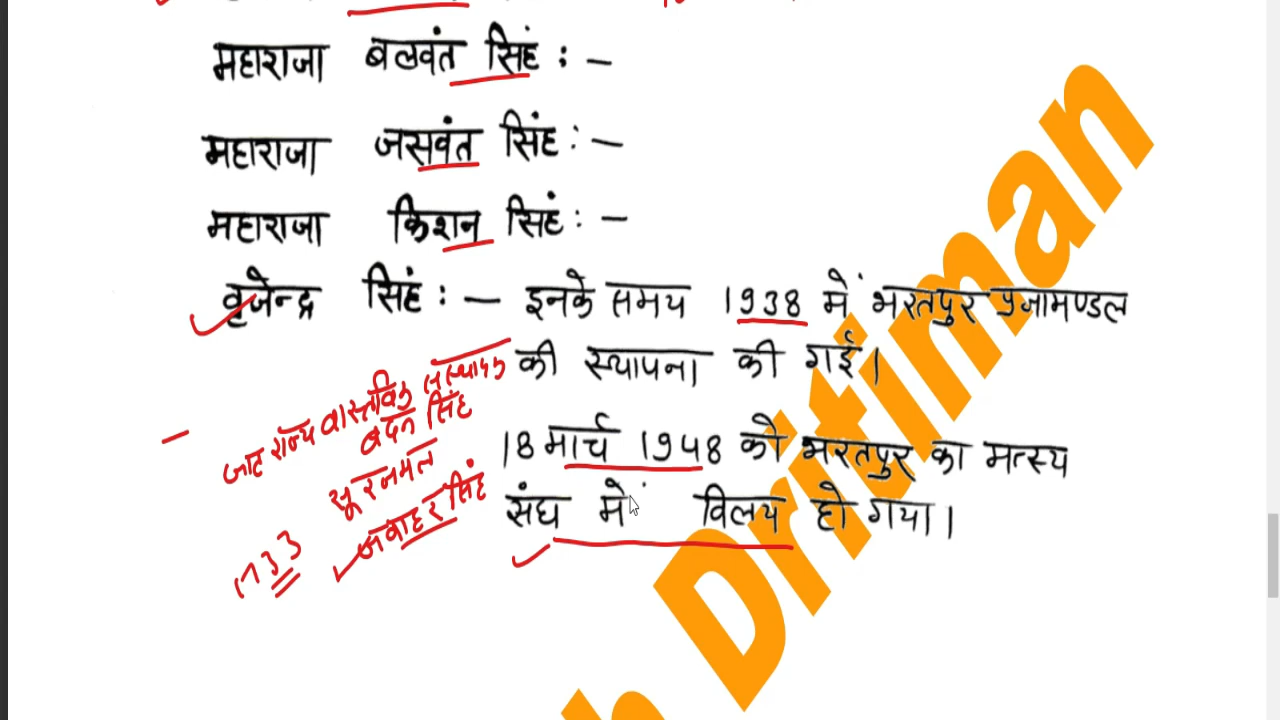 महाराजा बलवंत सिंह : –
महाराजा जसवंत सिंह : –
महाराजा किशन सिंह : –
वृजेन्द्र सिंह : – इनके समय 1938 में भरतपुर प्रजामण्डल
की स्थापना की गई।
जाट राज्य वास्तविक संस्थापक
बदन सिंह
18 मार्च 1948 को भरतपुर का मत्स्य
सूरजमल
संघ में विलय हो गया।
जवाहर सिंह
1733
Dritiman